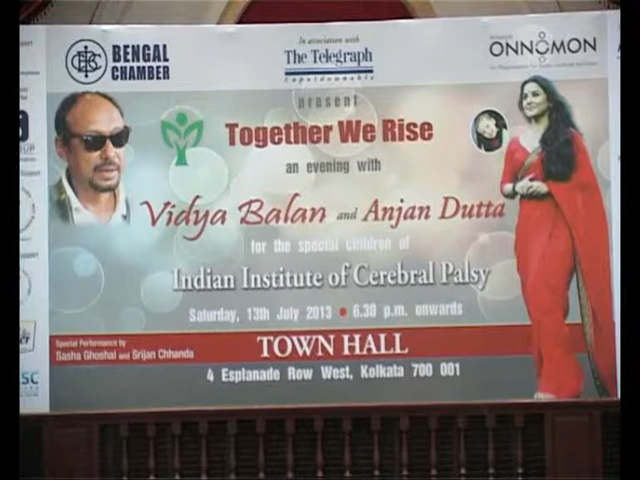 BENGAL
CHAMBER
in association with
The Telegraph
ONNOMON
present
Together We Rise
an evening with
Vidya Balan and Anjan Dutta
for the special children of
Indian Institute of Cerebral Palsy
Saturday, 13th July 2013 • 6.30 p.m. onwards
Special Performance by
Sasha Ghoshal and Srijan Chhanda
TOWN HALL
4 Esplanade Row West, Kolkata 700 001